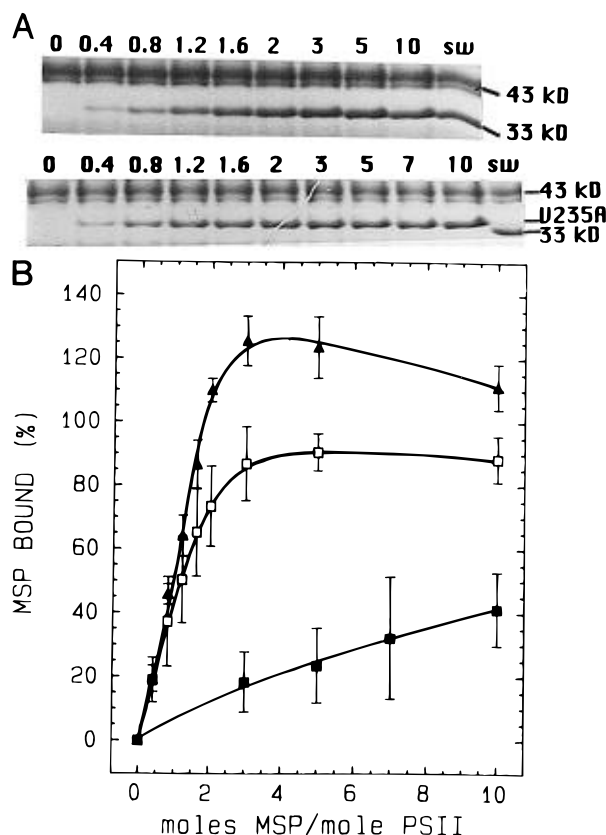 A
0 0.4 0.8 1.2 1.6 2 3 5 10 sw
43 kD
33 kD
0 0.4 0.8 1.2 1.6 2 3 5 7 10 sw
43 kD
V235A
33 kD
B
140
120
100
80
60
40
20
0
MSP BOUND (%)
0 2 4 6 8 10
moles MSP/mole PSII